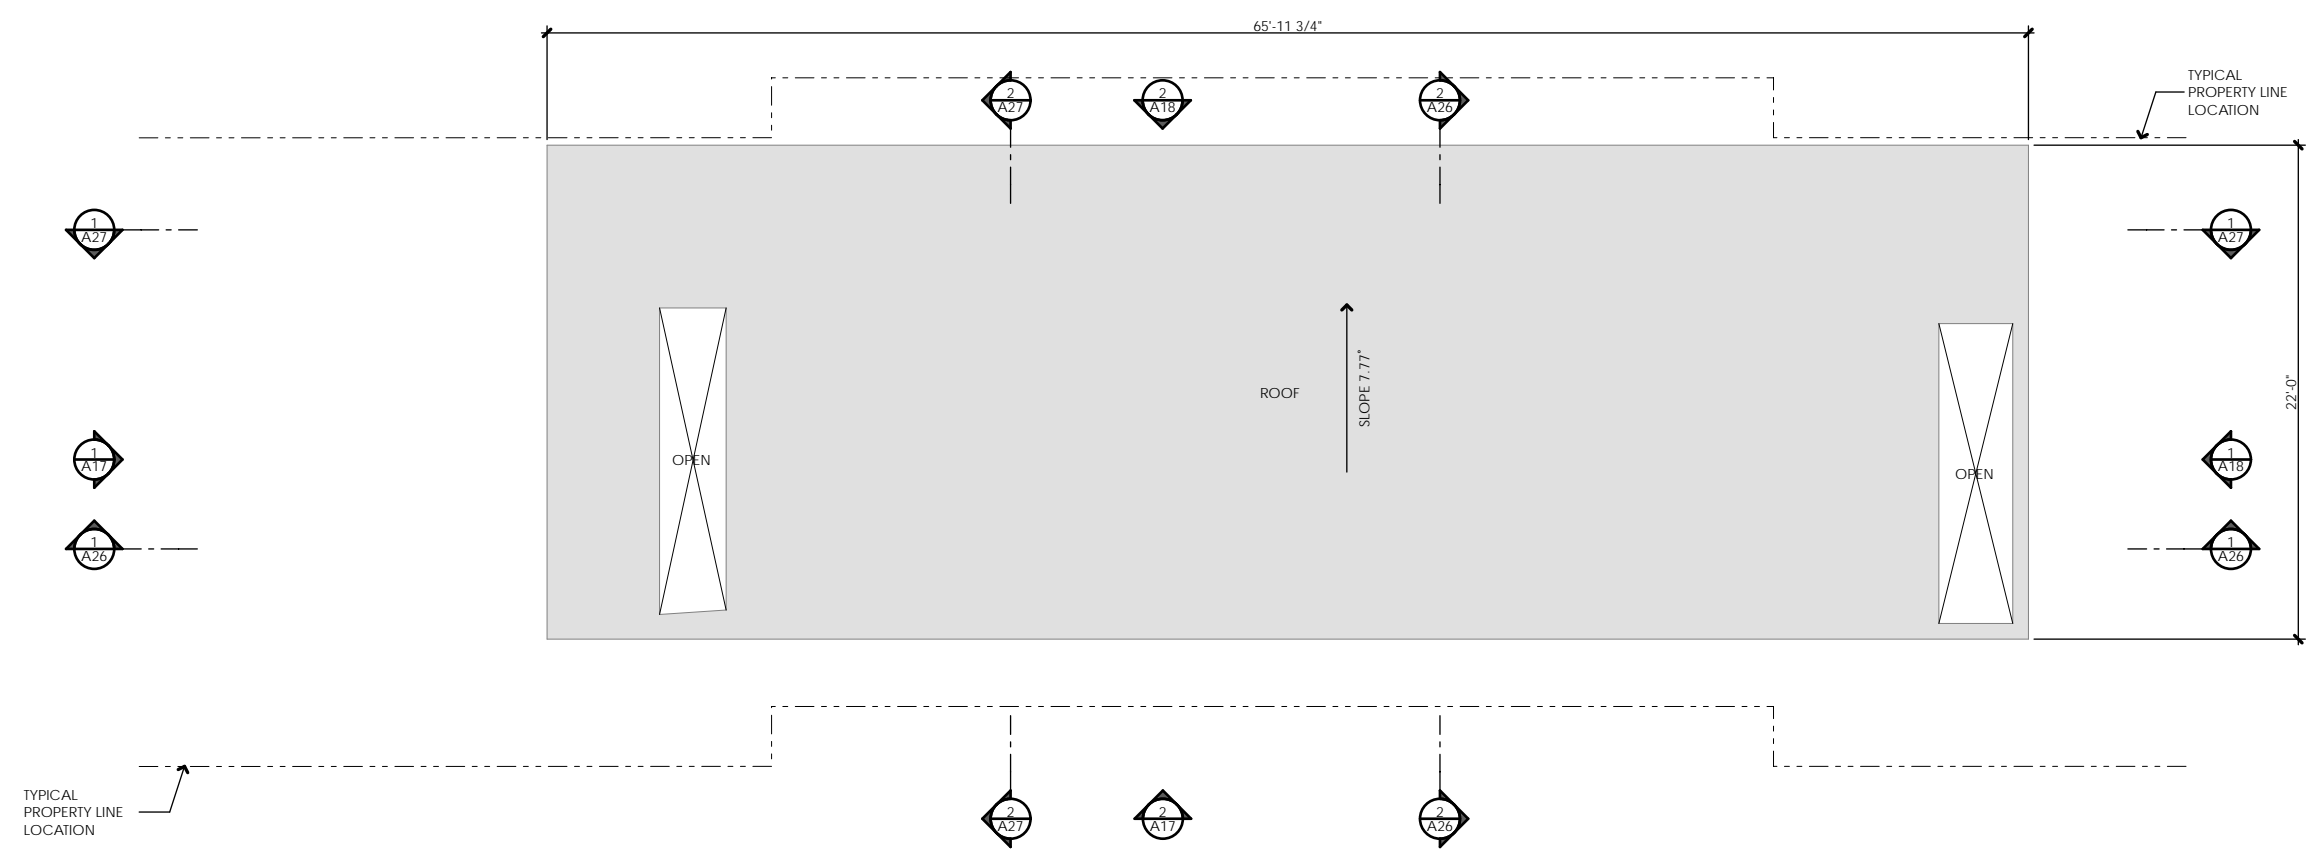 65'-11 3/4"
TYPICAL
PROPERTY LINE
LOCATION
2
A27
2
A18
2
A26
1
A27
1
A27
SLOPE 7.77°
ROOF
22'-0"
1
A17
OPEN
OPEN
1
A18
1
A26
1
A26
TYPICAL
PROPERTY LINE
LOCATION
2
A27
2
A17
2
A26